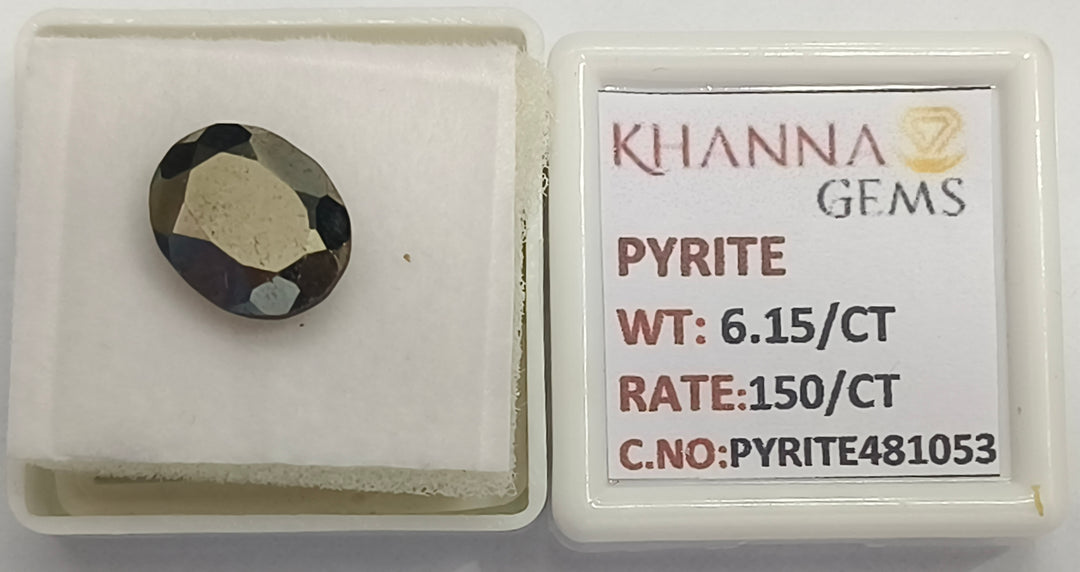 KHANNA
GEMS
PYRITE
WT: 6.15/CT
RATE:150/CT
C.NO:PYRITE481053